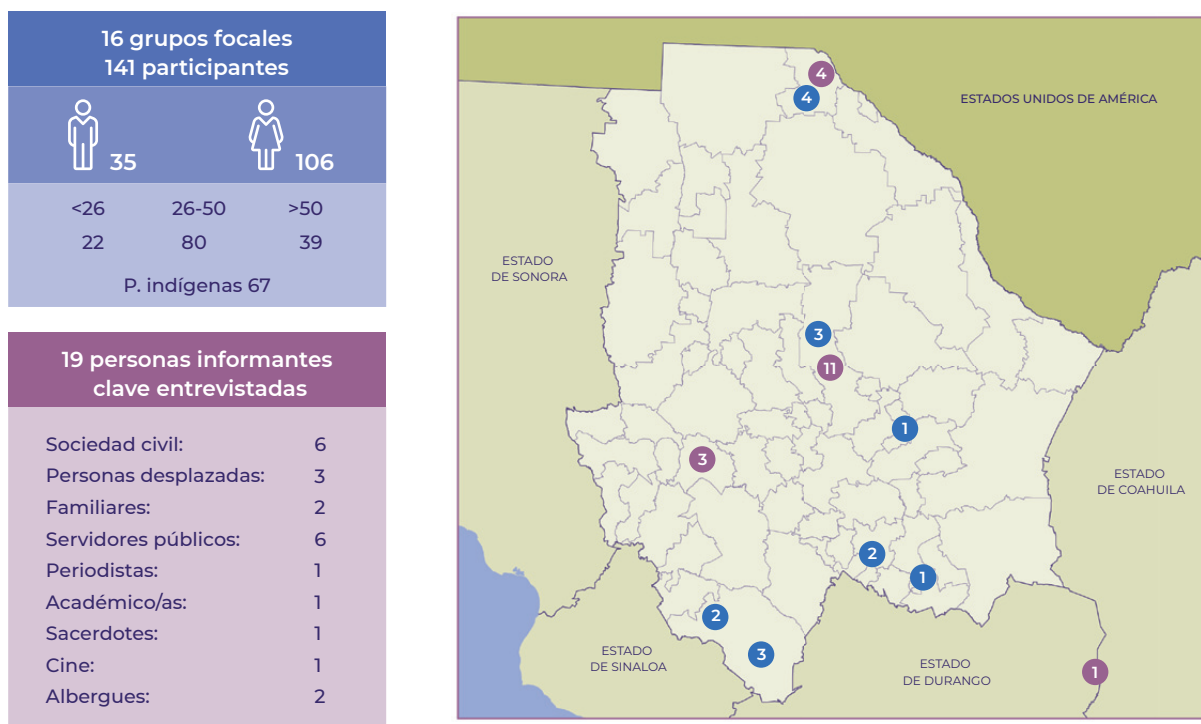 16 grupos focales
141 participantes
35
106
<26 26-50 >50
22 80 39
P. indígenas 67
19 personas informantes
clave entrevistadas
Sociedad civil: 6
Personas desplazadas: 3
Familiares: 2
Servidores públicos: 6
Periodistas: 1
Académico/as: 1
Sacerdotes: 1
Cine: 1
Albergues: 2
4
4
ESTADOS UNIDOS DE AMÉRICA
ESTADO
DE SONORA
3
11
1
3
ESTADO
DE COAHUILA
2
1
2
3
ESTADO
DE SINALOA
ESTADO
DE DURANGO
1